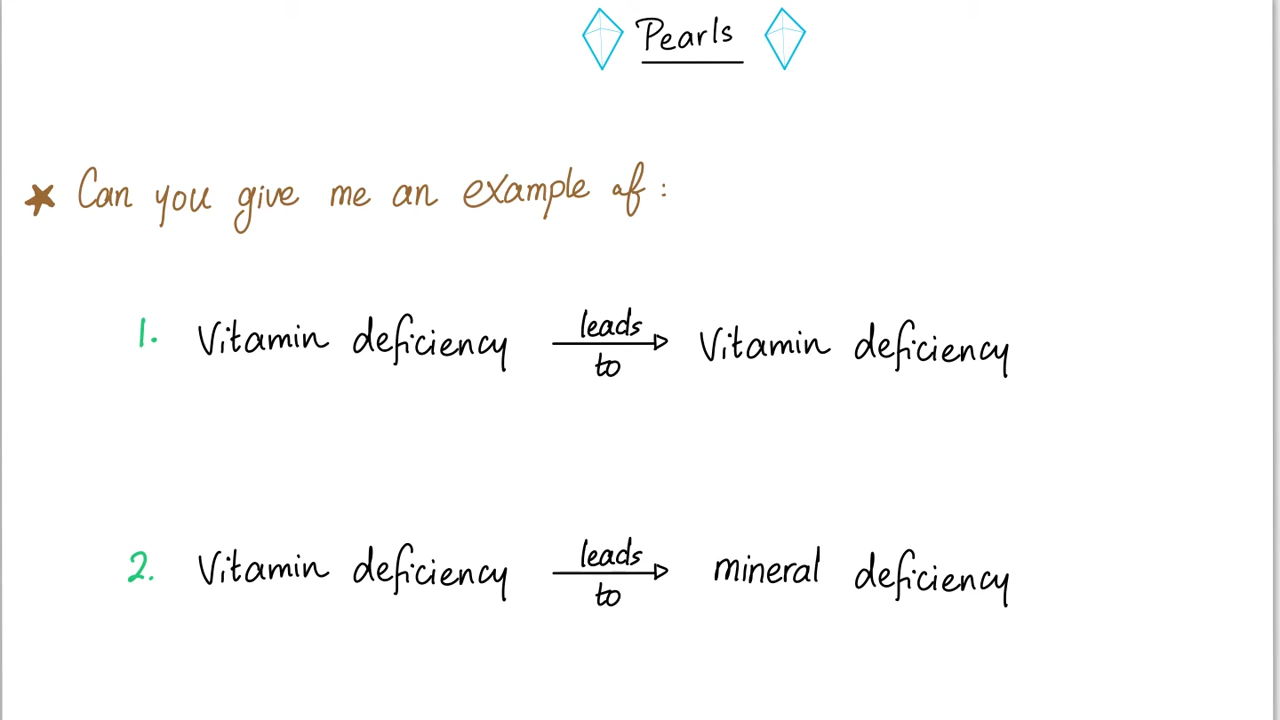 Pearls
★ Can you give me an example of :
1. Vitamin deficiency leads to Vitamin deficiency
2. Vitamin deficiency leads to mineral deficiency